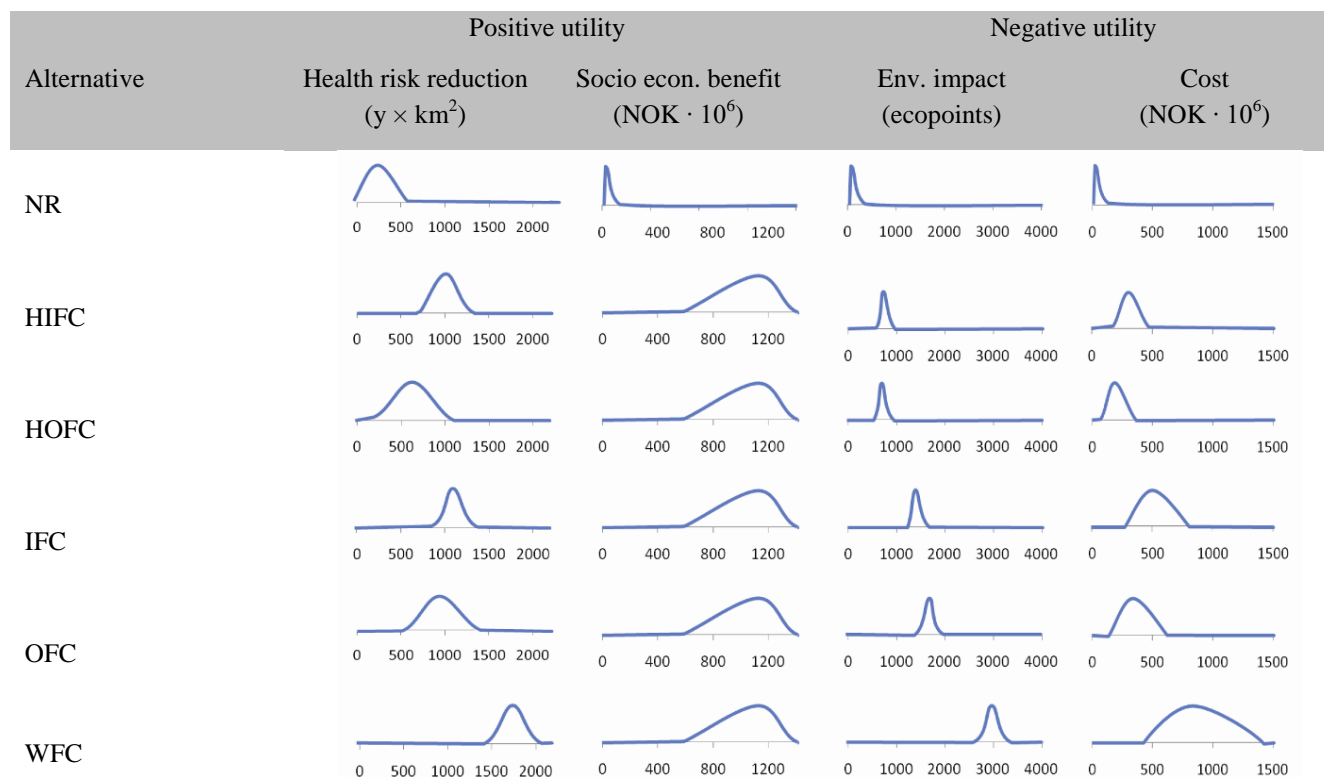 Positive utility Negative utility
Alternative Health risk reduction Socio econ. benefit Env. impact Cost
(y × km²) (NOK · 10⁶) (ecopoints) (NOK · 10⁶)
NR
0 500 1000 1500 2000 0 400 800 1200 0 1000 2000 3000 4000 0 500 1000 1500
HIFC
0 500 1000 1500 2000 0 400 800 1200 0 1000 2000 3000 4000 0 500 1000 1500
HOFC
0 500 1000 1500 2000 0 400 800 1200 0 1000 2000 3000 4000 0 500 1000 1500
IFC
0 500 1000 1500 2000 0 400 800 1200 0 1000 2000 3000 4000 0 500 1000 1500
OFC
0 500 1000 1500 2000 0 400 800 1200 0 1000 2000 3000 4000 0 500 1000 1500
WFC
0 500 1000 1500 2000 0 400 800 1200 0 1000 2000 3000 4000 0 500 1000 1500